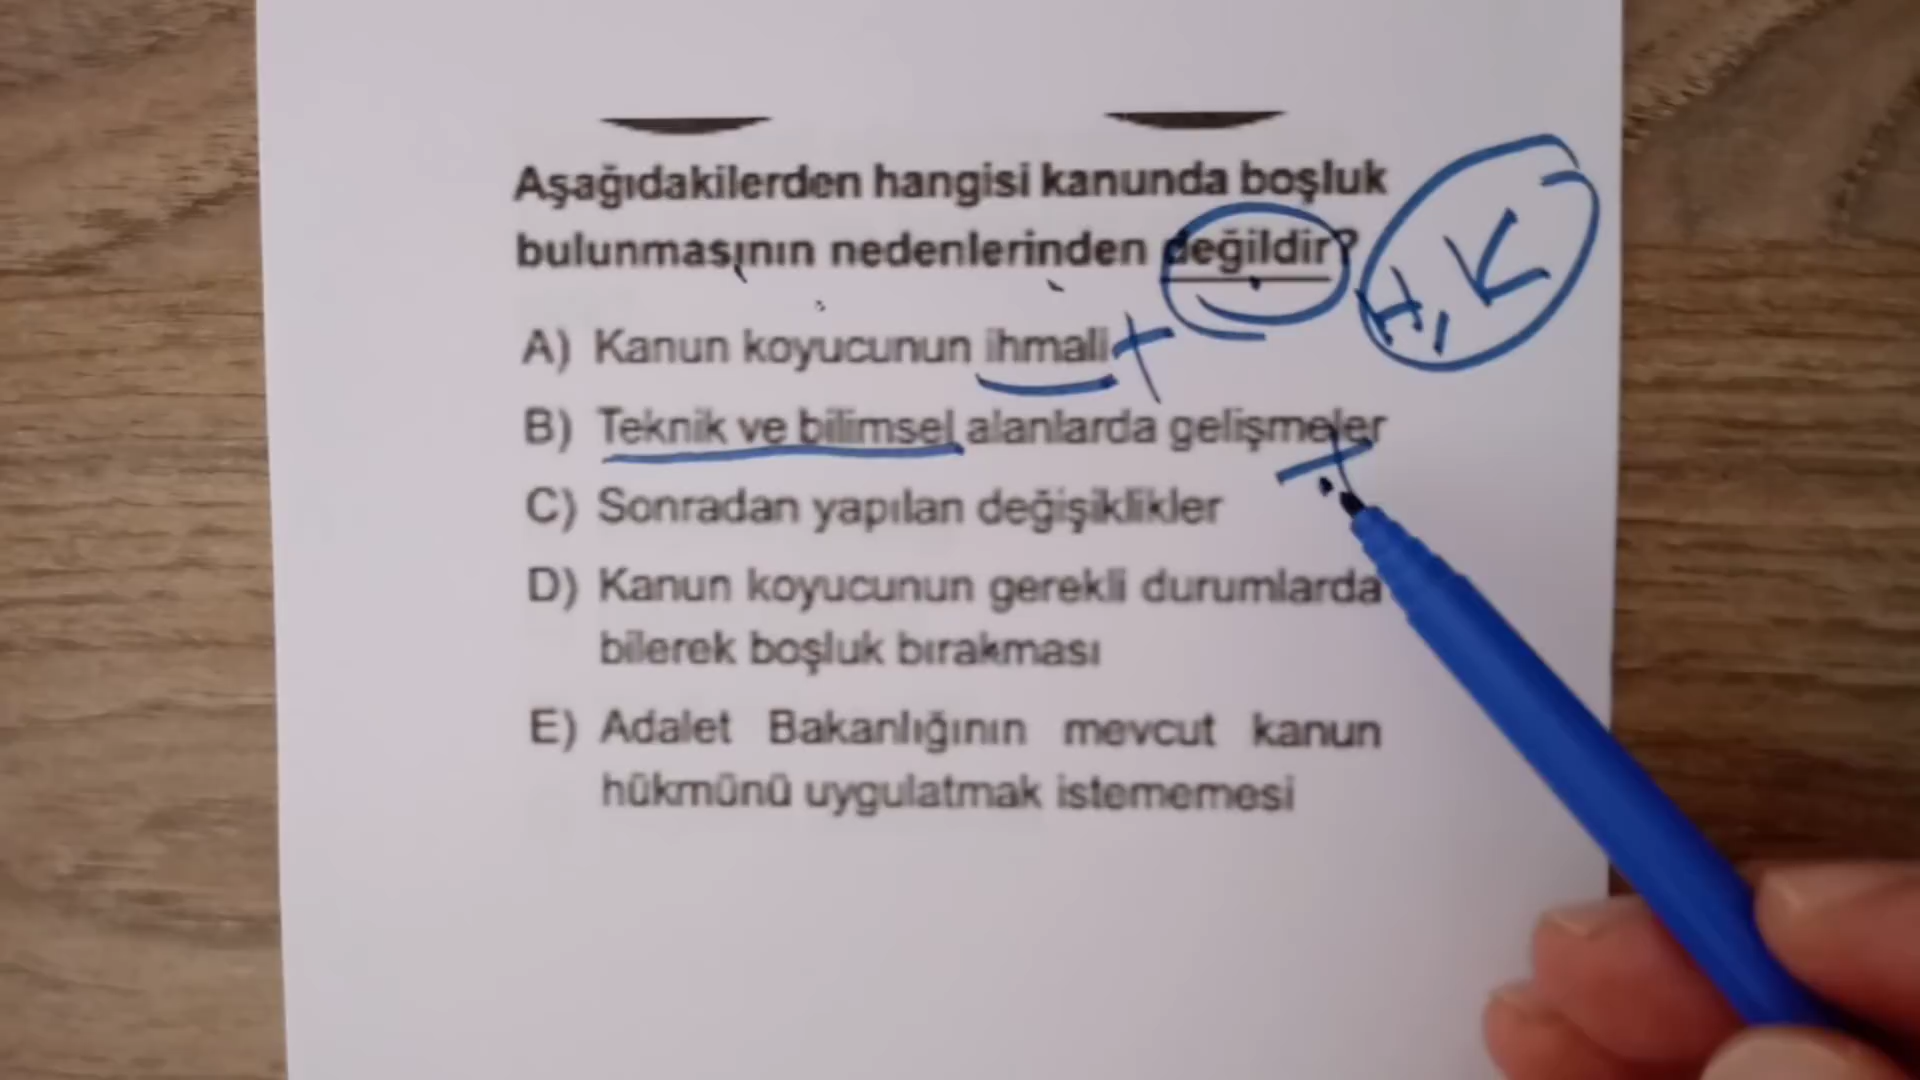 Aşağıdakilerden hangisi kanunda boşluk
bulunmasının nedenlerinden değildir?
H, K
A) Kanun koyucunun ihmali
B) Teknik ve bilimsel alanlarda gelişmeler
C) Sonradan yapılan değişiklikler
D) Kanun koyucunun gerekli durumlarda
bilerek boşluk bırakması
E) Adalet Bakanlığının mevcut kanun
hükmünü uygulatmak istememesi